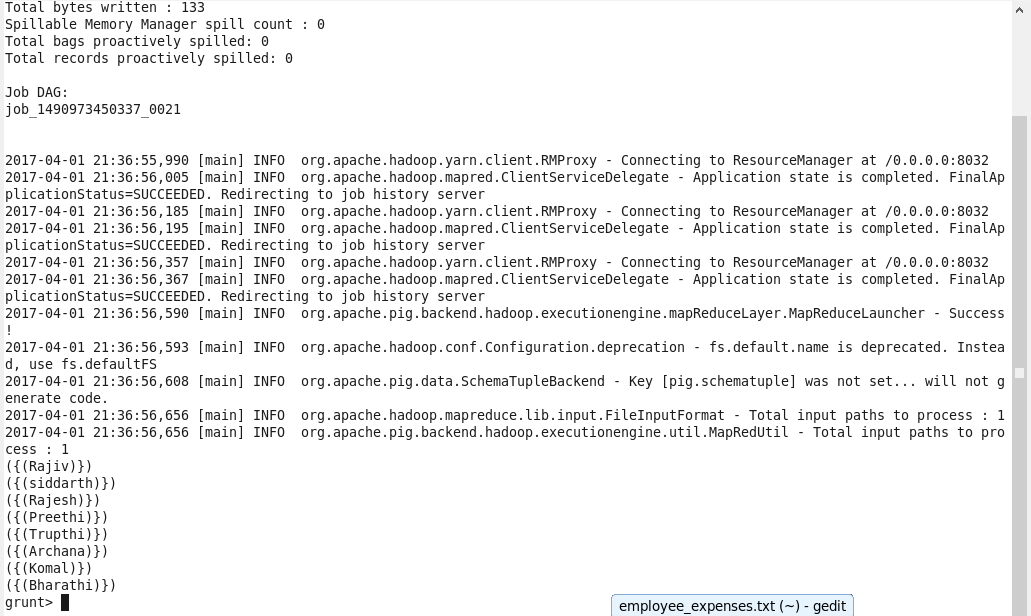 Total bytes written : 133
Spillable Memory Manager spill count : 0
Total bags proactively spilled: 0
Total records proactively spilled: 0
Job DAG:
job_1490973450337_0021
2017-04-01 21:36:55,990 [main] INFO  org.apache.hadoop.yarn.client.RMProxy - Connecting to ResourceManager at /0.0.0.0:8032
2017-04-01 21:36:56,005 [main] INFO  org.apache.hadoop.mapred.ClientServiceDelegate - Application state is completed. FinalAp
plicationStatus=SUCCEEDED. Redirecting to job history server
2017-04-01 21:36:56,185 [main] INFO  org.apache.hadoop.yarn.client.RMProxy - Connecting to ResourceManager at /0.0.0.0:8032
2017-04-01 21:36:56,195 [main] INFO  org.apache.hadoop.mapred.ClientServiceDelegate - Application state is completed. FinalAp
plicationStatus=SUCCEEDED. Redirecting to job history server
2017-04-01 21:36:56,357 [main] INFO  org.apache.hadoop.yarn.client.RMProxy - Connecting to ResourceManager at /0.0.0.0:8032
2017-04-01 21:36:56,367 [main] INFO  org.apache.hadoop.mapred.ClientServiceDelegate - Application state is completed. FinalAp
plicationStatus=SUCCEEDED. Redirecting to job history server
2017-04-01 21:36:56,590 [main] INFO  org.apache.pig.backend.hadoop.executionengine.mapReduceLayer.MapReduceLauncher - Success
!
2017-04-01 21:36:56,593 [main] INFO  org.apache.hadoop.conf.Configuration.deprecation - fs.default.name is deprecated. Instea
d, use fs.defaultFS
2017-04-01 21:36:56,608 [main] INFO  org.apache.pig.data.SchemaTupleBackend - Key [pig.schematuple] was not set... will not g
enerate code.
2017-04-01 21:36:56,656 [main] INFO  org.apache.hadoop.mapreduce.lib.input.FileInputFormat - Total input paths to process : 1
2017-04-01 21:36:56,656 [main] INFO  org.apache.pig.backend.hadoop.executionengine.util.MapRedUtil - Total input paths to pro
cess : 1
({(Rajiv)})
({(siddarth)})
({(Rajesh)})
({(Preethi)})
({(Trupthi)})
({(Archana)})
({(Komal)})
({(Bharathi)})
grunt>
employee_expenses.txt (~) - gedit